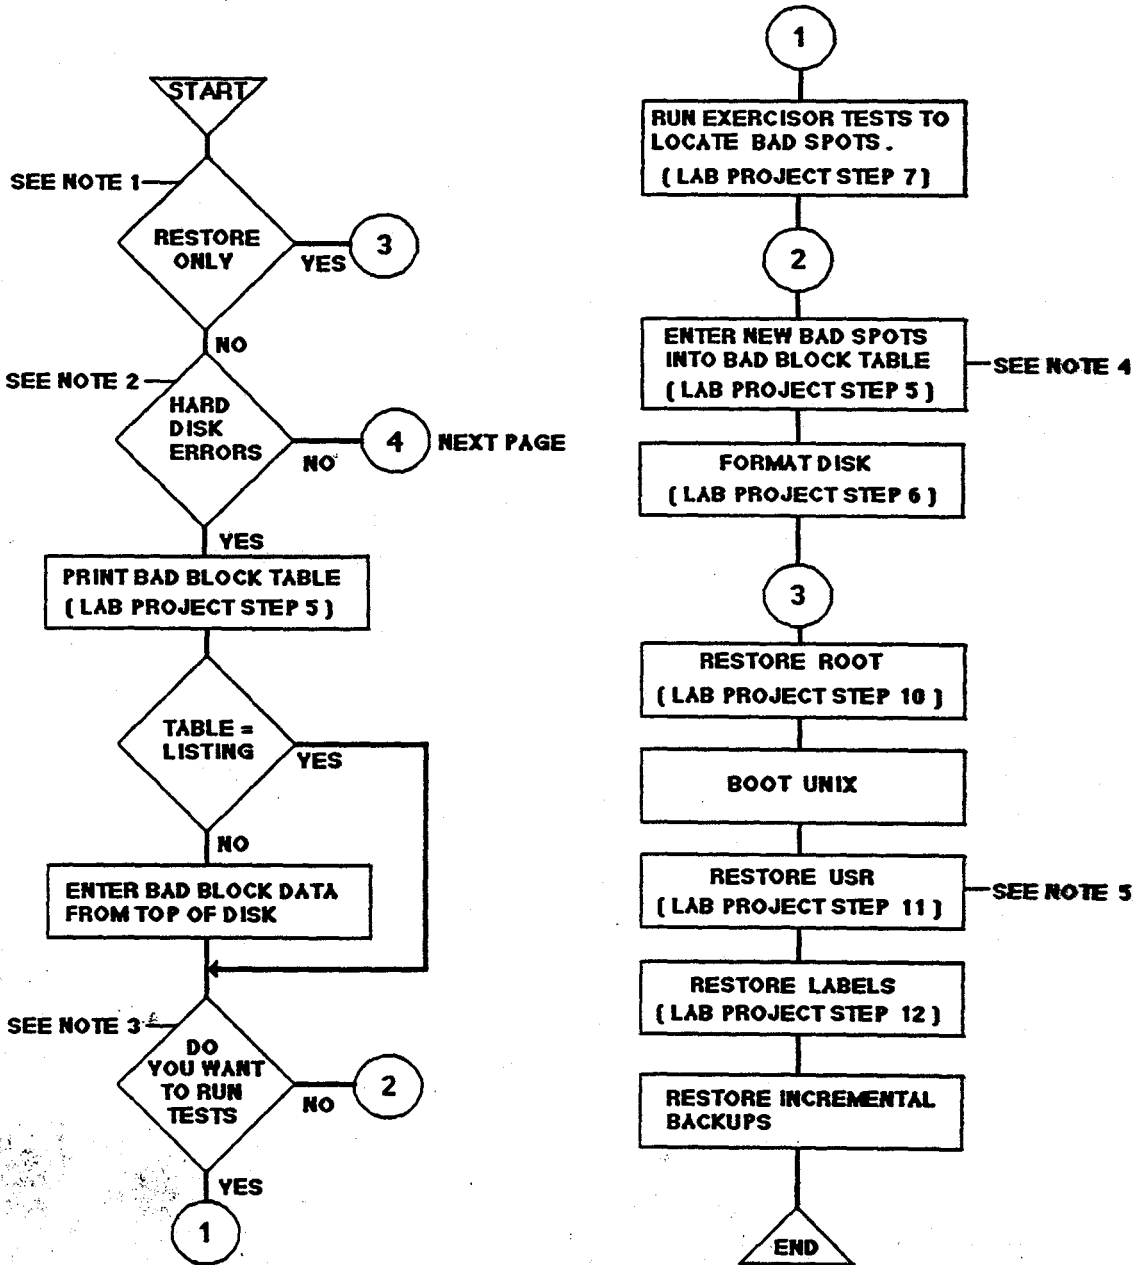 START
SEE NOTE 1
RESTORE
ONLY
YES
3
NO
SEE NOTE 2
HARD
DISK
ERRORS
NO
4
NEXT PAGE
YES
PRINT BAD BLOCK TABLE
( LAB PROJECT STEP 5 )
TABLE =
LISTING
YES
NO
ENTER BAD BLOCK DATA
FROM TOP OF DISK
SEE NOTE 3
DO
YOU WANT
TO RUN
TESTS
NO
2
YES
1
1
RUN EXERCISOR TESTS TO
LOCATE BAD SPOTS.
( LAB PROJECT STEP 7 )
2
ENTER NEW BAD SPOTS
INTO BAD BLOCK TABLE
( LAB PROJECT STEP 5 )
SEE NOTE 4
FORMAT DISK
( LAB PROJECT STEP 6 )
3
RESTORE ROOT
( LAB PROJECT STEP 10 )
BOOT UNIX
RESTORE USR
( LAB PROJECT STEP 11 )
SEE NOTE 5
RESTORE LABELS
( LAB PROJECT STEP 12 )
RESTORE INCREMENTAL
BACKUPS
END